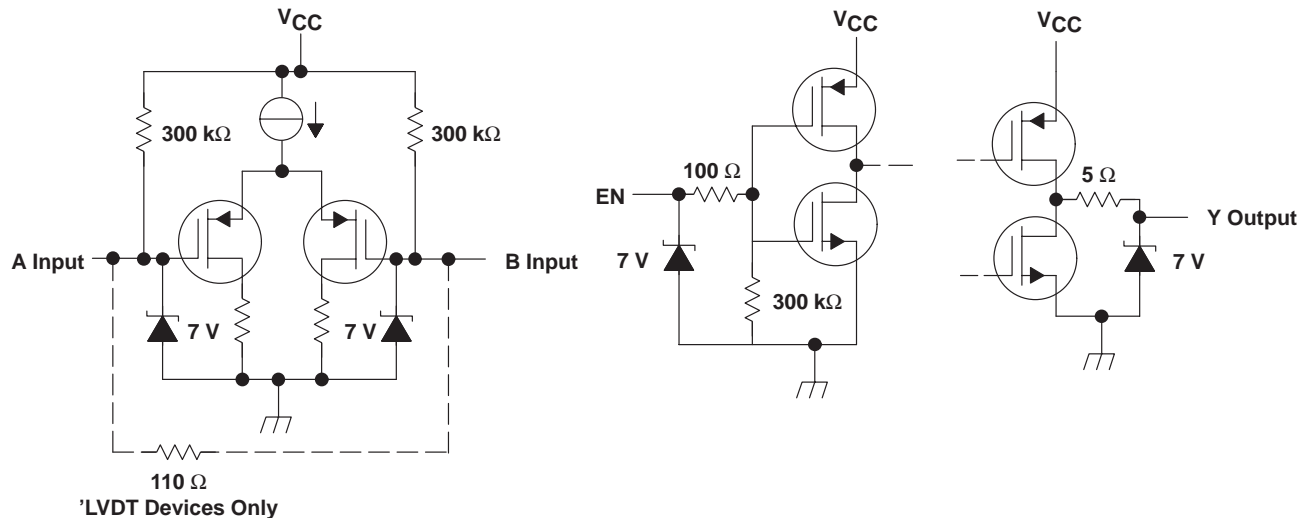 VCC
300 kΩ
300 kΩ
A Input
B Input
7 V
7 V
110 Ω
'LVDT Devices Only
VCC
100 Ω
EN
7 V
300 kΩ
VCC
5 Ω
Y Output
7 V